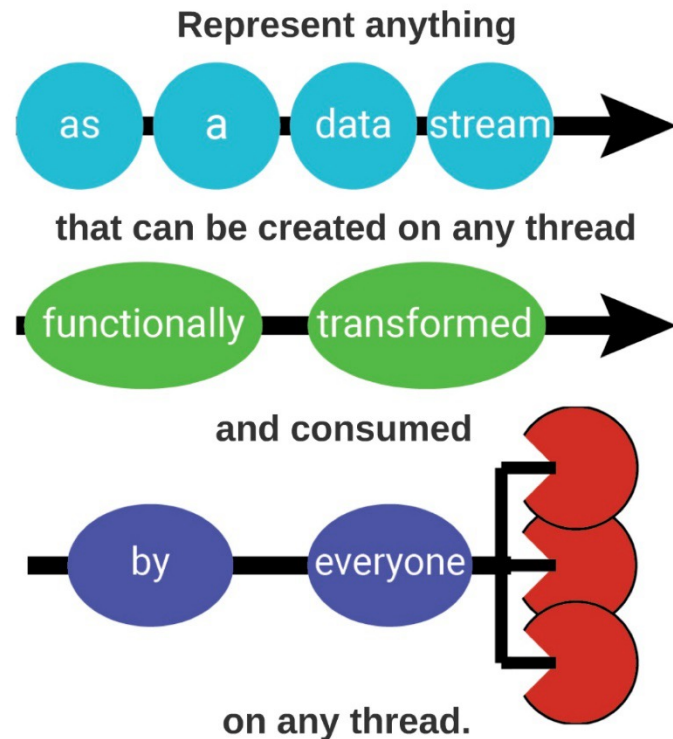 Represent anything
as a data stream
that can be created on any thread
functionally transformed
and consumed
by everyone
on any thread.